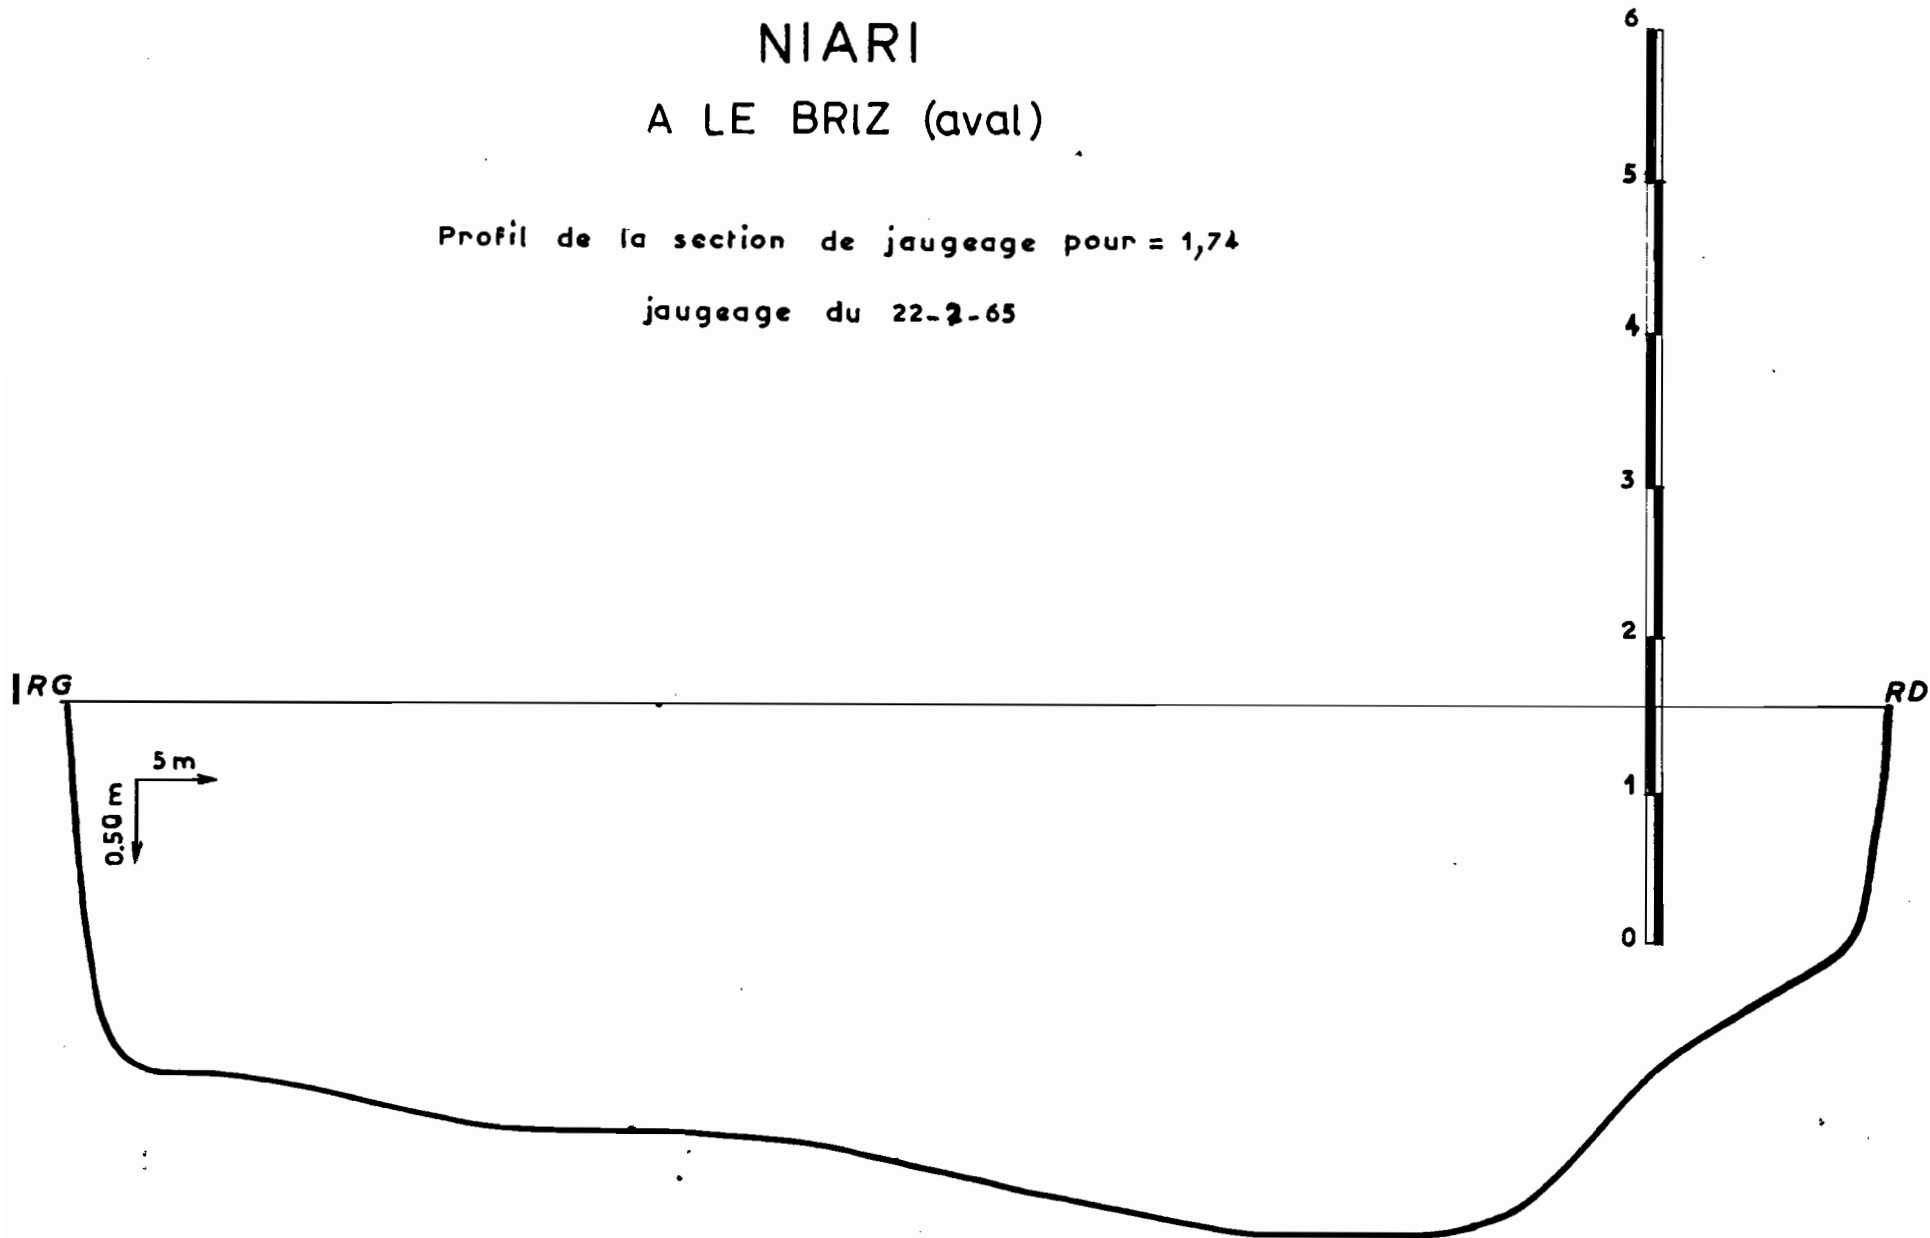 NIARI
A LE BRIZ (aval)
Profil de la section de jaugeage pour = 1,74
jaugeage du 22-2-65
6
5
4
3
2
1
0
RG
RD
5 m
0.50 m